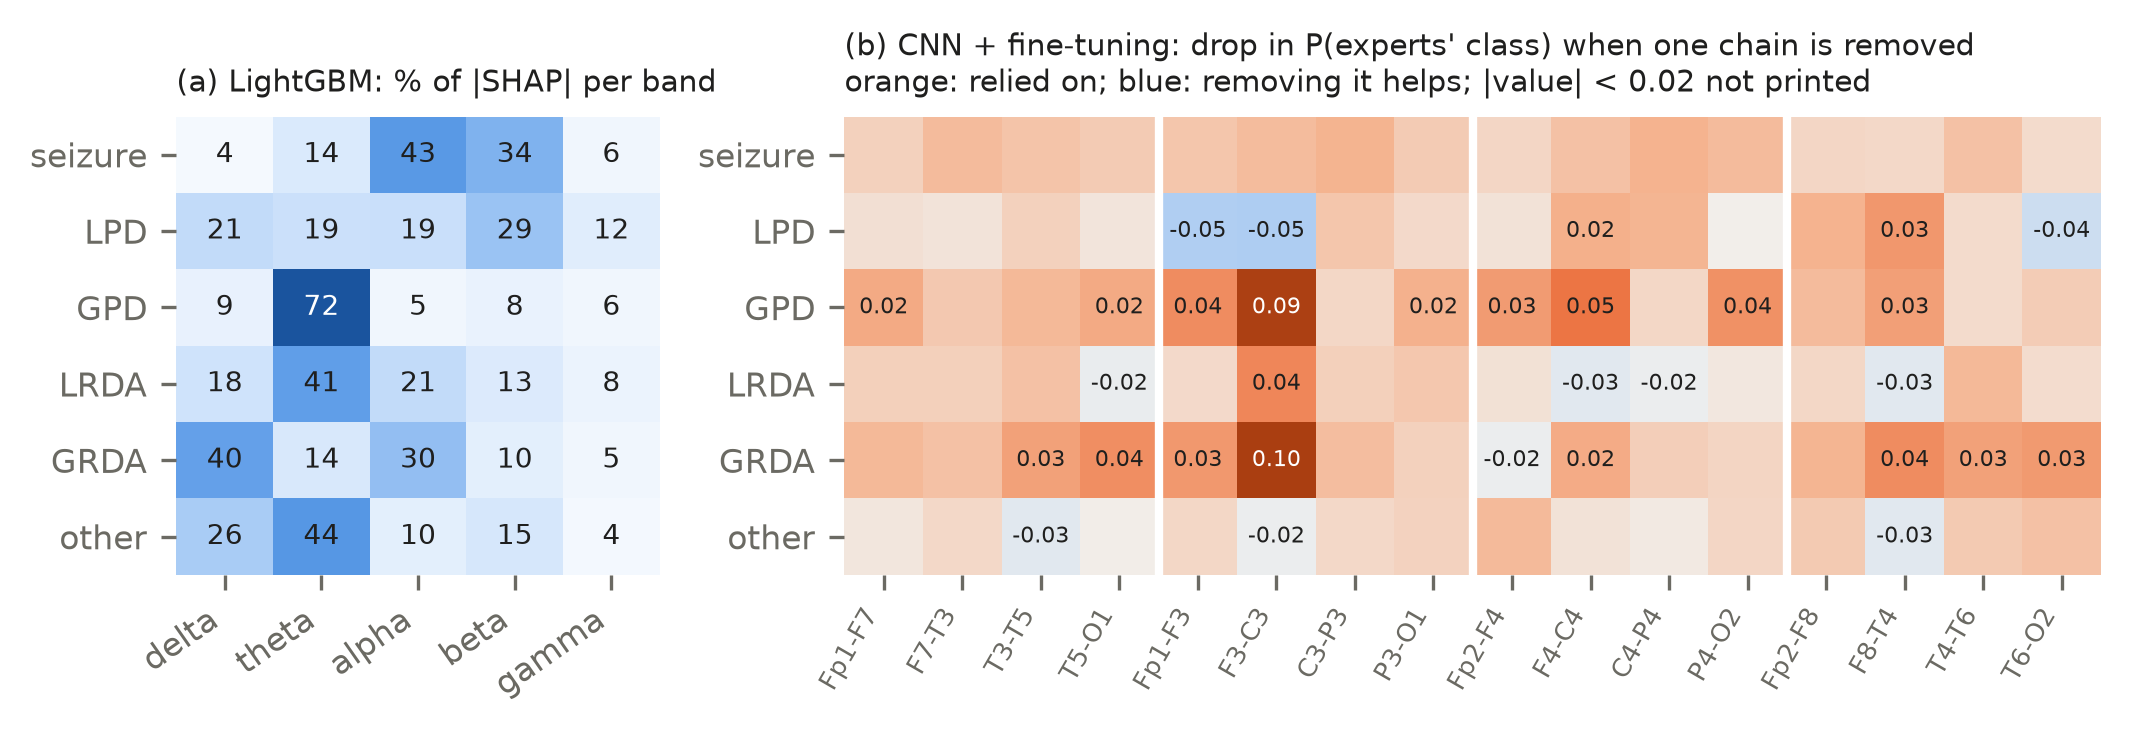 (b) CNN + fine-tuning: drop in P(experts' class) when one chain is removed
(a) LightGBM: % of |SHAP| per band
orange: relied on; blue: removing it helps; |value| < 0.02 not printed
seizure 4 14 43 34 6
LPD 21 19 19 29 12
GPD 9 72 5 8 6
LRDA 18 41 21 13 8
GRDA 40 14 30 10 5
other 26 44 10 15 4
delta theta alpha beta gamma
seizure
LPD -0.05 -0.05 0.02 0.03 -0.04
GPD 0.02 0.02 0.04 0.09 0.02 0.03 0.05 0.04 0.03
LRDA -0.02 0.04 -0.03 -0.02 -0.03
GRDA 0.03 0.04 0.03 0.10 -0.02 0.02 0.04 0.03 0.03
other -0.03 -0.02 -0.03
Fp1-F7 F7-T3 T3-T5 T5-O1 Fp1-F3 F3-C3 C3-P3 P3-O1 Fp2-F4 F4-C4 C4-P4 P4-O2 Fp2-F8 F8-T4 T4-T6 T6-O2